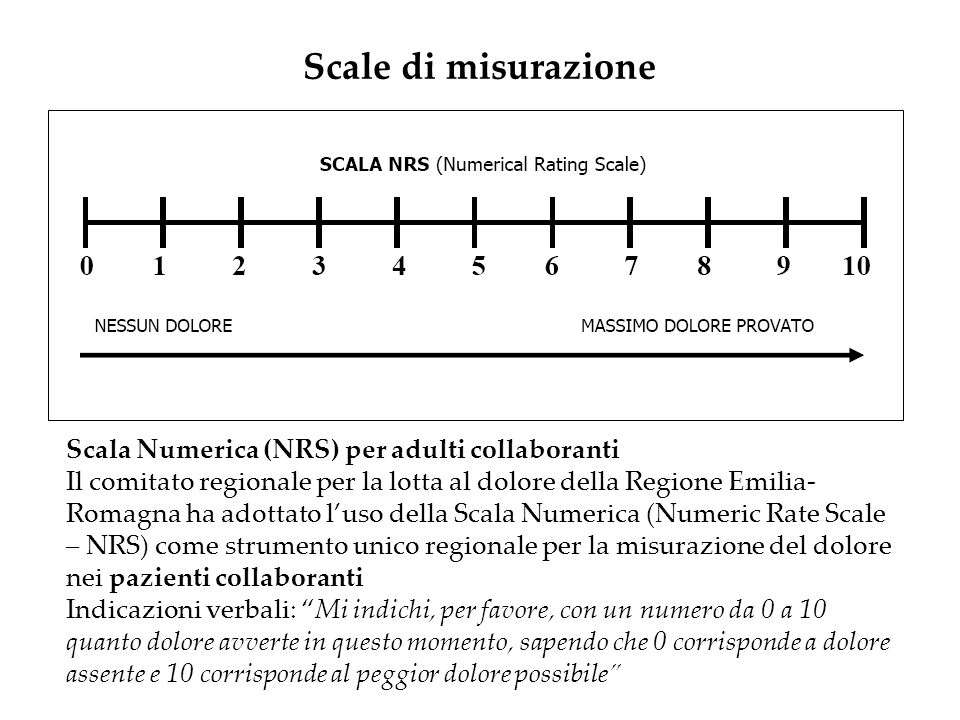 Scale di misurazione
SCALA NRS (Numerical Rating Scale)
0 1 2 3 4 5 6 7 8 9 10
NESSUN DOLORE MASSIMO DOLORE PROVATO
Scala Numerica (NRS) per adulti collaboranti
Il comitato regionale per la lotta al dolore della Regione Emilia-
Romagna ha adottato l’uso della Scala Numerica (Numeric Rate Scale
– NRS) come strumento unico regionale per la misurazione del dolore
nei pazienti collaboranti
Indicazioni verbali: “Mi indichi, per favore, con un numero da 0 a 10
quanto dolore avverte in questo momento, sapendo che 0 corrisponde a dolore
assente e 10 corrisponde al peggior dolore possibile”